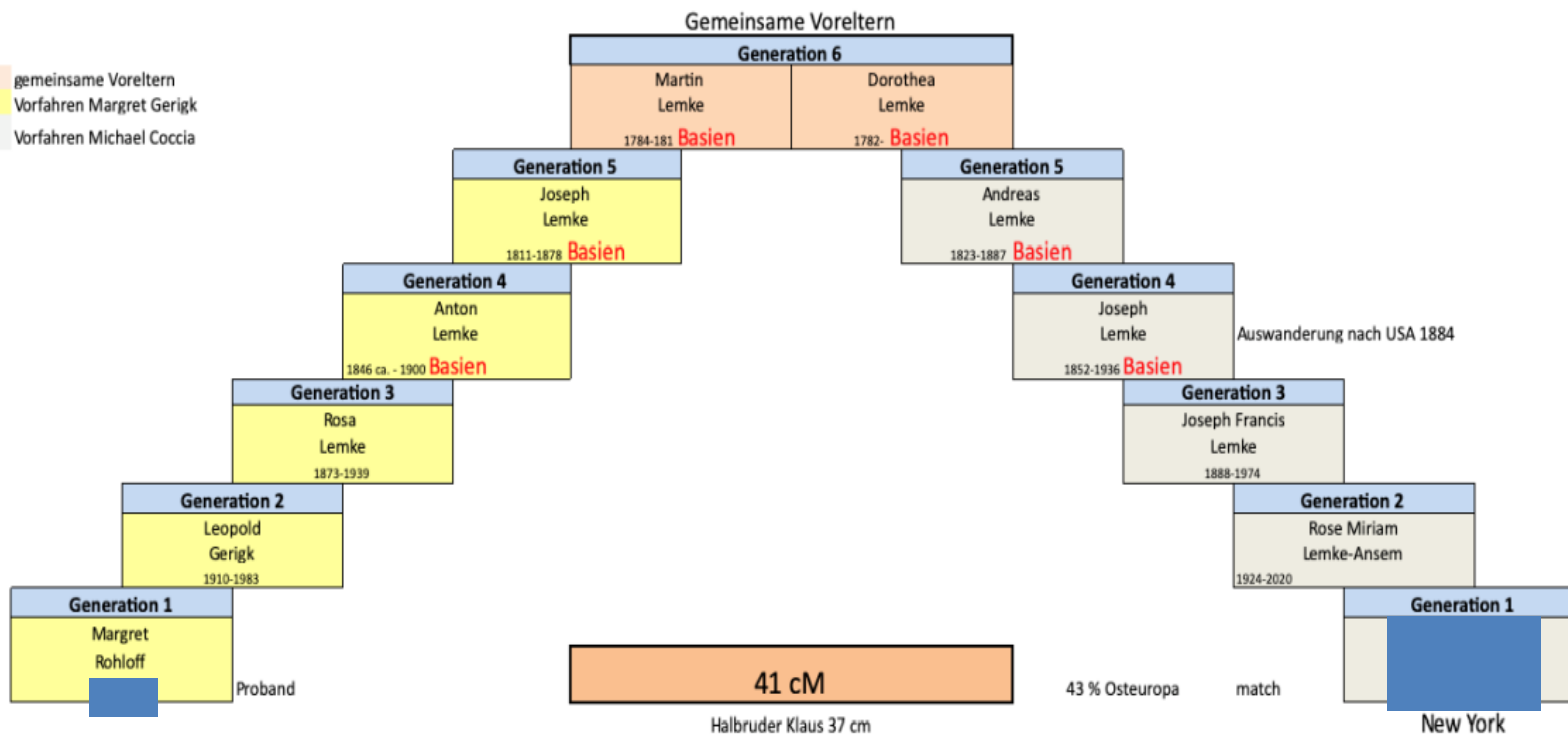 Gemeinsame Voreltern
Generation 6
gemeinsame Voreltern
Vorfahren Margret Gerigk
Vorfahren Michael Coccia
Martin
Lemke
1784-181 Basien
Dorothea
Lemke
1782- Basien
Generation 5
Joseph
Lemke
1811-1878 Basien
Generation 5
Andreas
Lemke
1823-1887 Basien
Generation 4
Anton
Lemke
1846 ca. - 1900 Basien
Generation 4
Joseph
Lemke
1852-1936 Basien
Auswanderung nach USA 1884
Generation 3
Rosa
Lemke
1873-1939
Generation 3
Joseph Francis
Lemke
1888-1974
Generation 2
Leopold
Gerigk
1910-1983
Generation 2
Rose Miriam
Lemke-Ansem
1924-2020
Generation 1
Margret
Rohloff
Proband
41 cM
Halbruder Klaus 37 cm
43 % Osteuropa
match
Generation 1
New York